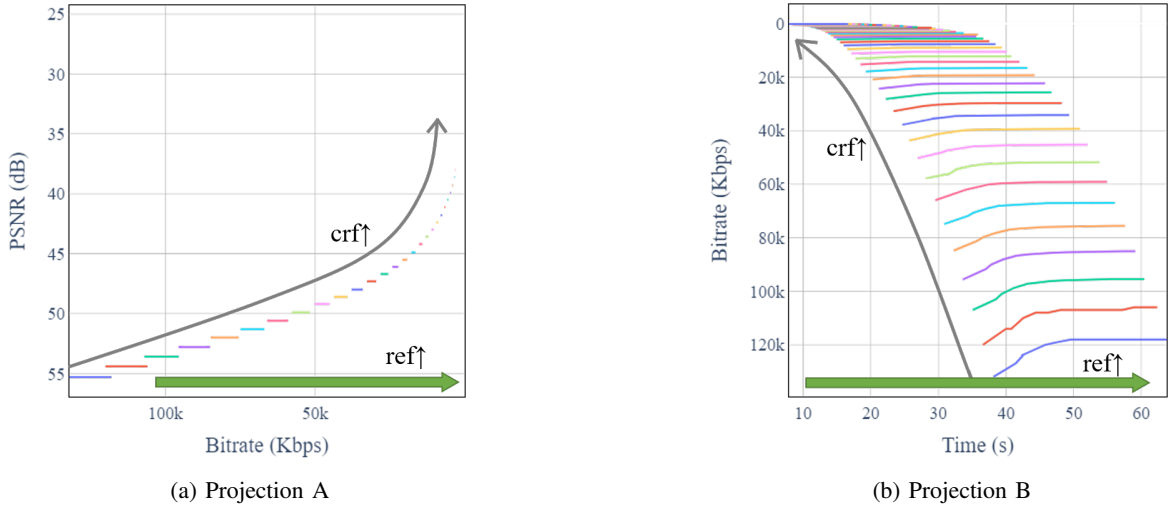 25
30
35
40
45
50
55
PSNR (dB)
crf↑
ref↑
100k
50k
Bitrate (Kbps)
(a) Projection A
0
20k
40k
60k
80k
100k
120k
Bitrate (Kbps)
crf↑
ref↑
10
20
30
40
50
60
Time (s)
(b) Projection B